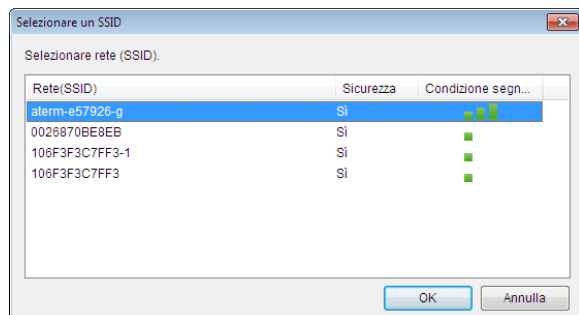 Selezionare un SSID
Selezionare rete (SSID).
Rete(SSID) Sicurezza Condizione segn...
aterm-e57926-g Sì
0026870BE8EB Sì
106F3F3C7FF3-1 Sì
106F3F3C7FF3 Sì
OK Annulla